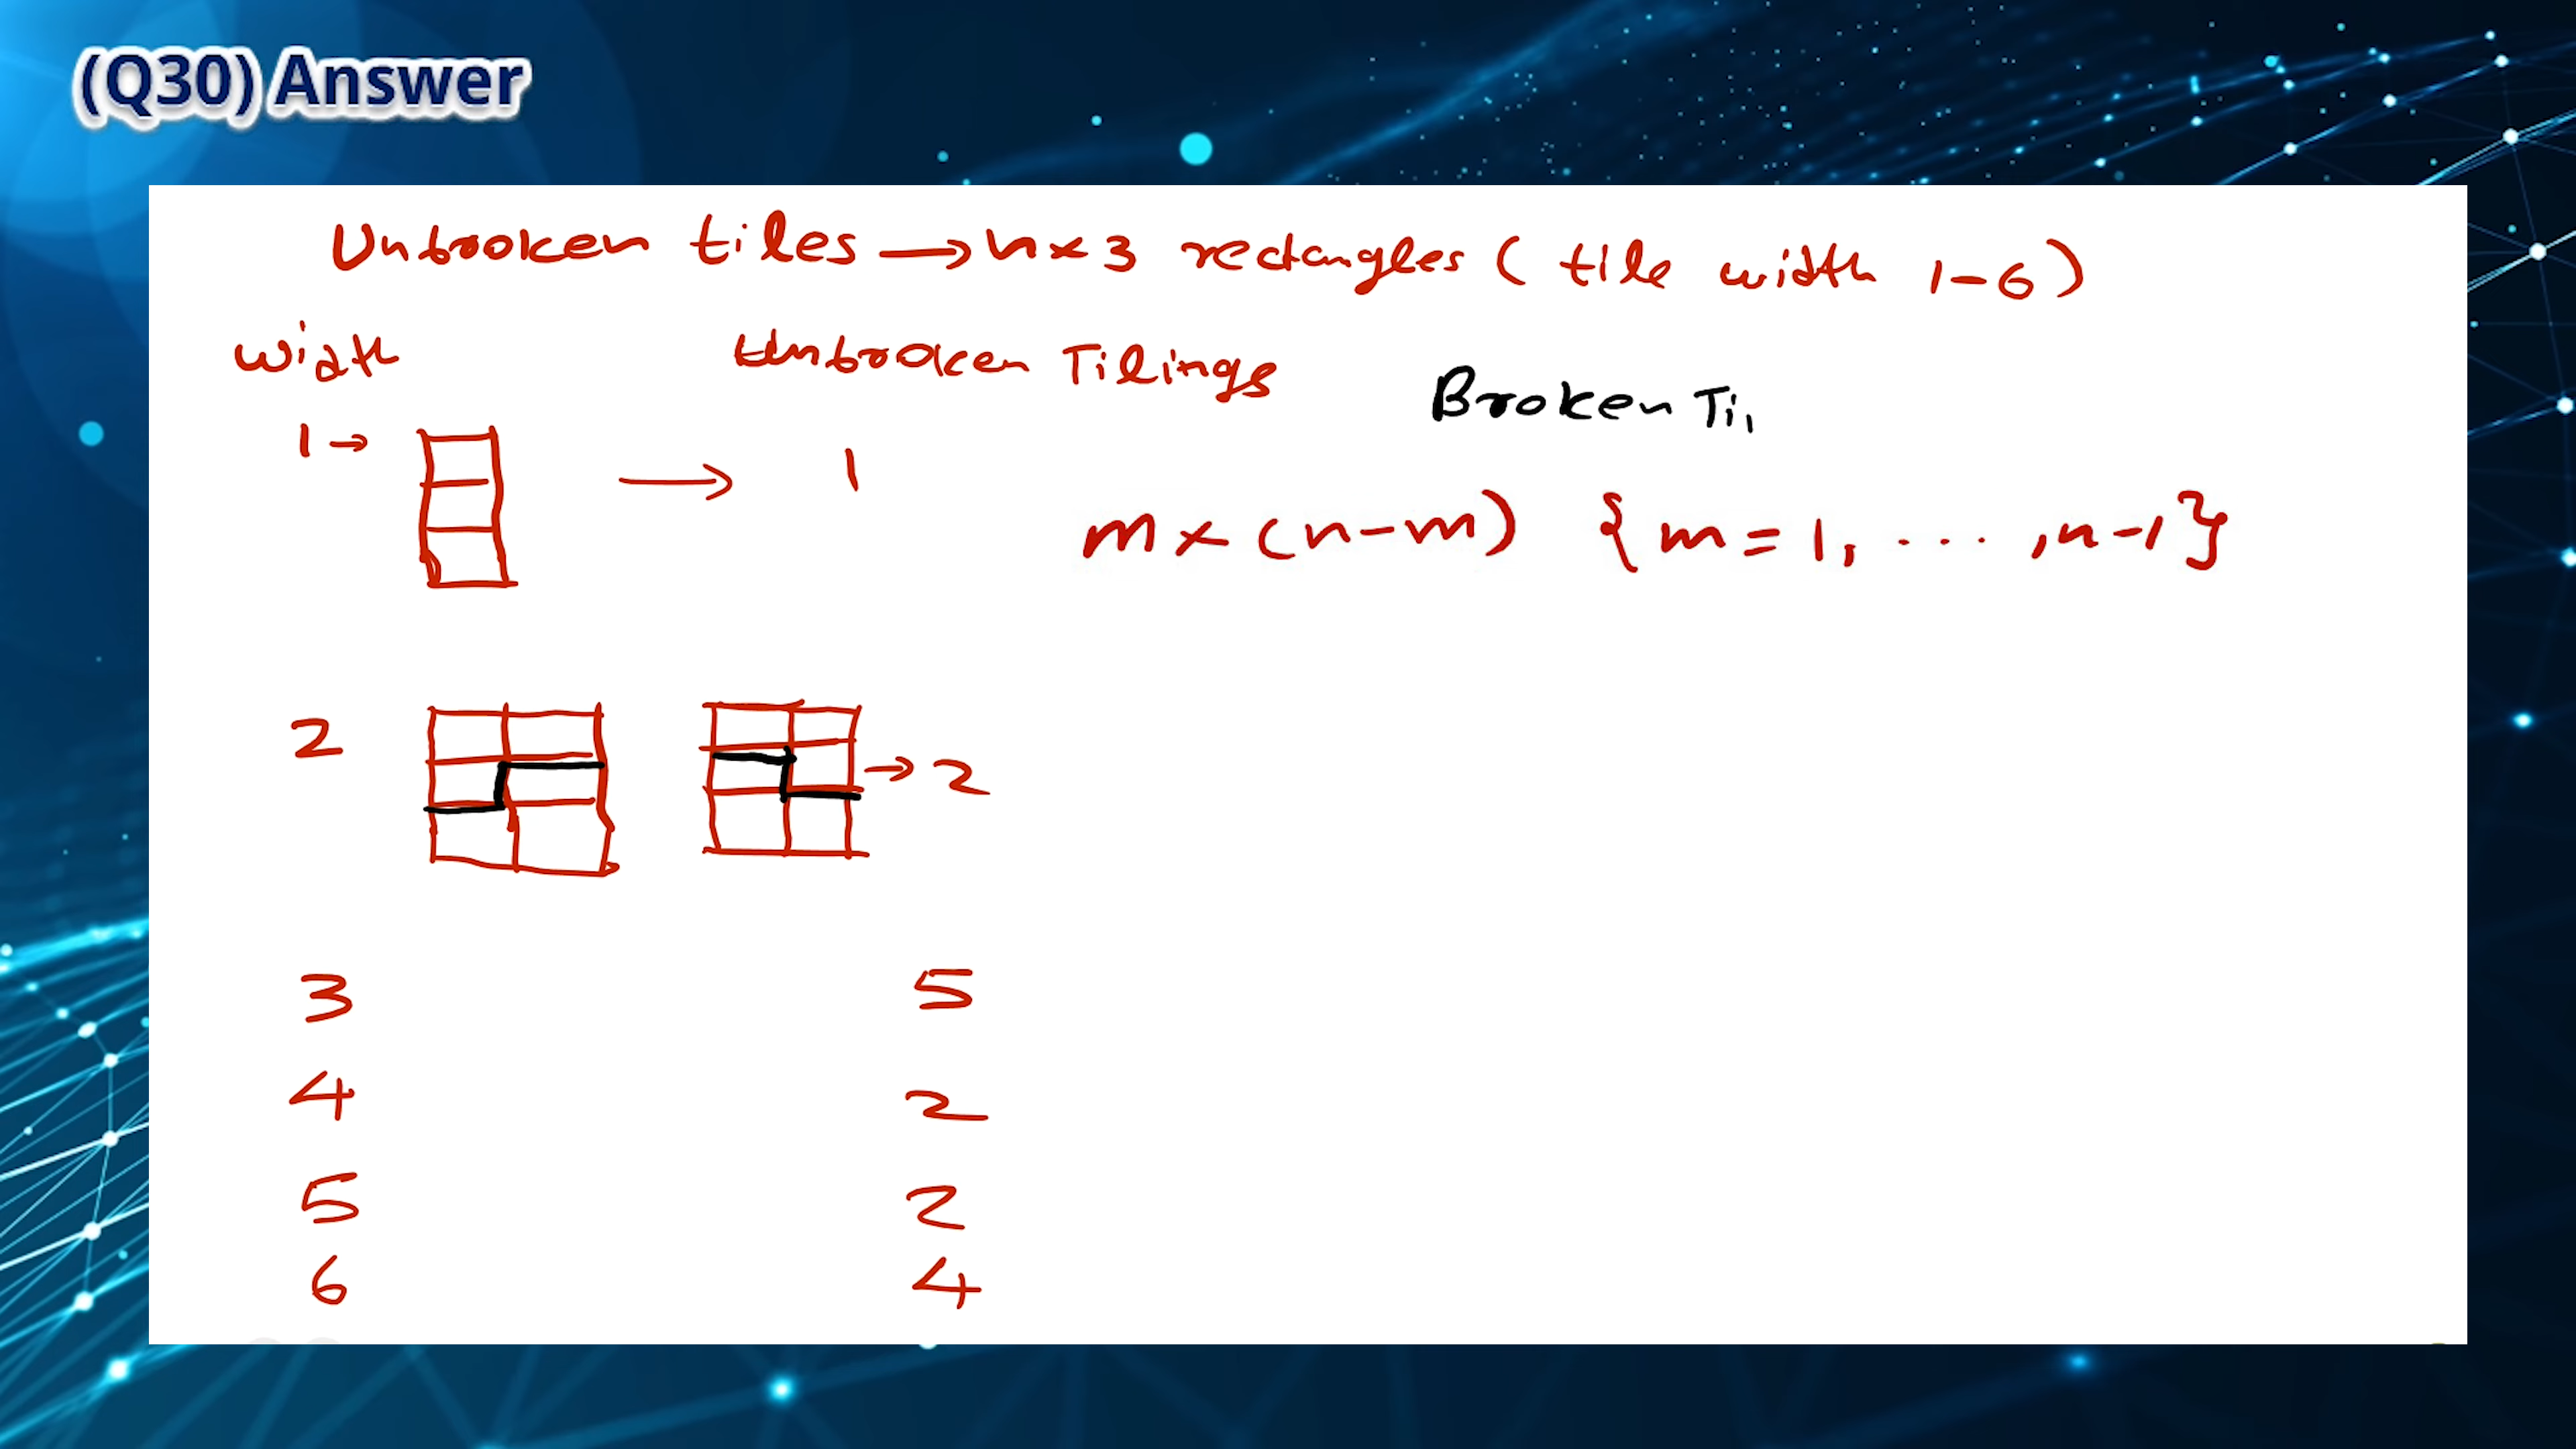 (Q30) Answer
Unbroken tiles → n × 3 rectangles ( tile width 1 - 6 )
Width Unbroken Tilings
Broken Ti
1 → → 1
m × (n - m) { m = 1, ... , n - 1 }
2 → 2
3 5
4 2
5 2
6 4